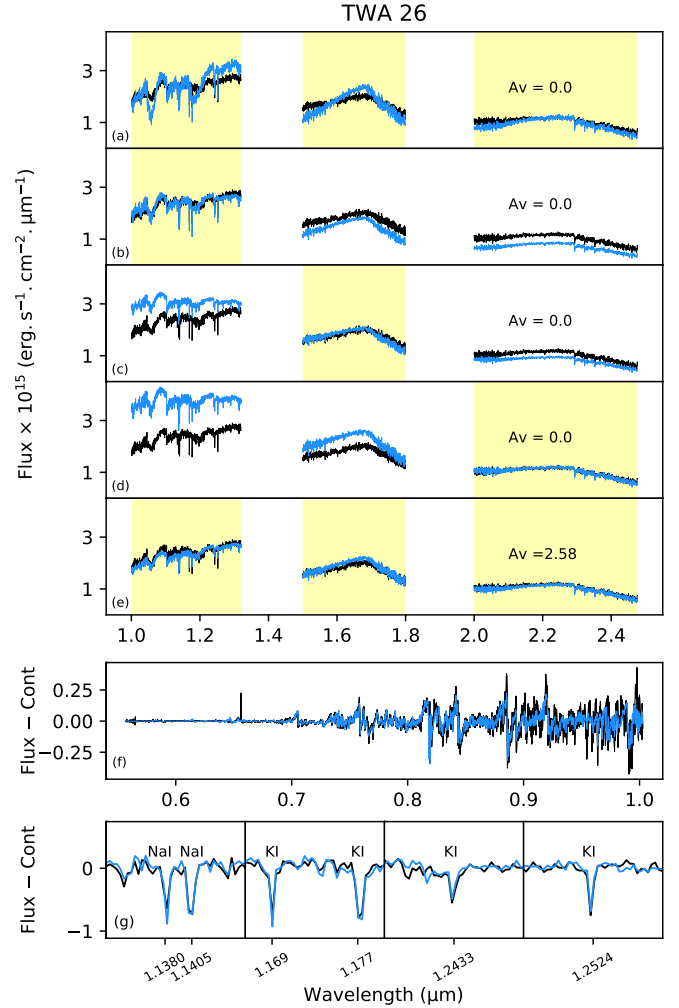 TWA 26
3
1
Av = 0.0
(a)
3
1
Av = 0.0
(b)
3
1
Av = 0.0
(c)
3
1
Av = 0.0
(d)
3
1
Av =2.58
(e)
Flux × 10¹⁵ (erg. s⁻¹. cm⁻². μm⁻¹)
1.0 1.2 1.4 1.6 1.8 2.0 2.2 2.4
Flux − Cont
0.25
0.00
−0.25
(f)
0.6 0.7 0.8 0.9 1.0
Flux − Cont
0
−1
NaI NaI KI KI KI KI
(g)
1.1380 1.1405 1.169 1.177 1.2433 1.2524
Wavelength (μm)